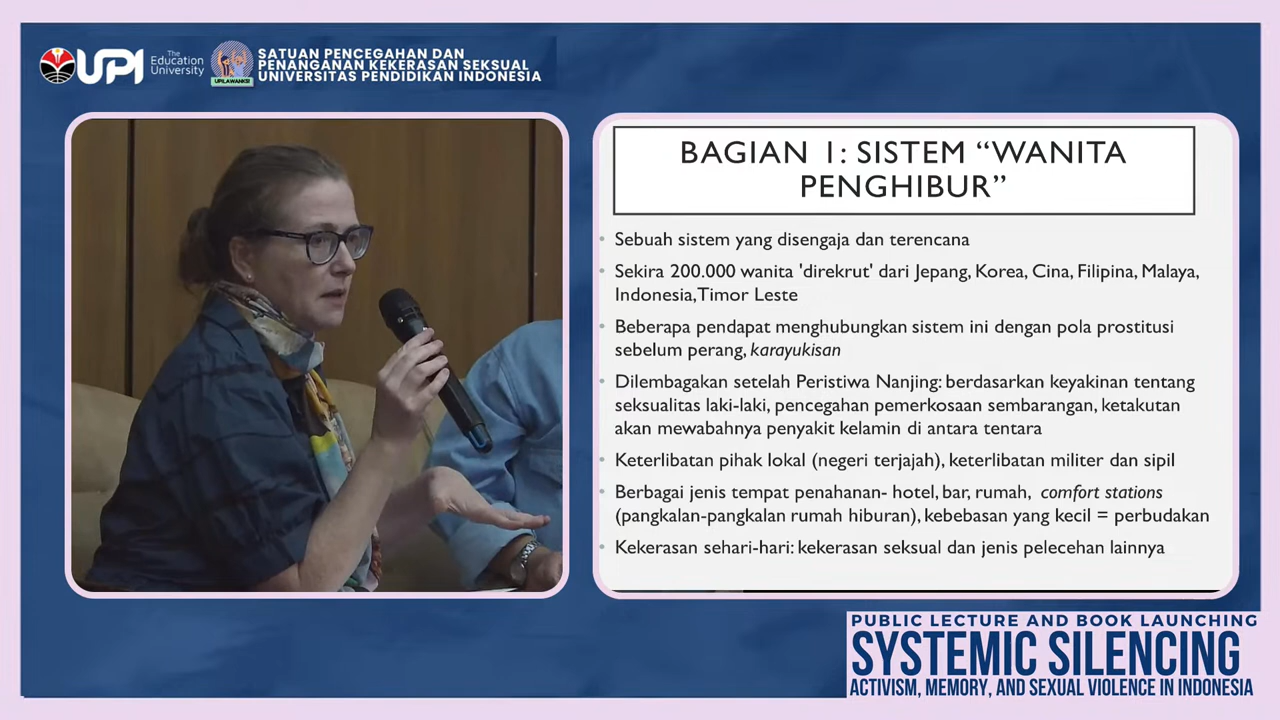 UPI
The
Education
University
UPILAWANKS!
SATUAN PENCEGAHAN DAN
PENANGANAN KEKERASAN SEKSUAL
UNIVERSITAS PENDIDIKAN INDONESIA
BAGIAN 1: SISTEM “WANITA
PENGHIBUR”
• Sebuah sistem yang disengaja dan terencana
• Sekira 200.000 wanita 'direkrut' dari Jepang, Korea, Cina, Filipina, Malaya,
Indonesia,Timor Leste
• Beberapa pendapat menghubungkan sistem ini dengan pola prostitusi
sebelum perang, karayukisan
• Dilembagakan setelah Peristiwa Nanjing: berdasarkan keyakinan tentang
seksualitas laki-laki, pencegahan pemerkosaan sembarangan, ketakutan
akan mewabahnya penyakit kelamin di antara tentara
• Keterlibatan pihak lokal (negeri terjajah), keterlibatan militer dan sipil
• Berbagai jenis tempat penahanan- hotel, bar, rumah, comfort stations
(pangkalan-pangkalan rumah hiburan), kebebasan yang kecil = perbudakan
• Kekerasan sehari-hari: kekerasan seksual dan jenis pelecehan lainnya
PUBLIC LECTURE AND BOOK LAUNCHING
SYSTEMIC SILENCING
ACTIVISM, MEMORY, AND SEXUAL VIOLENCE IN INDONESIA